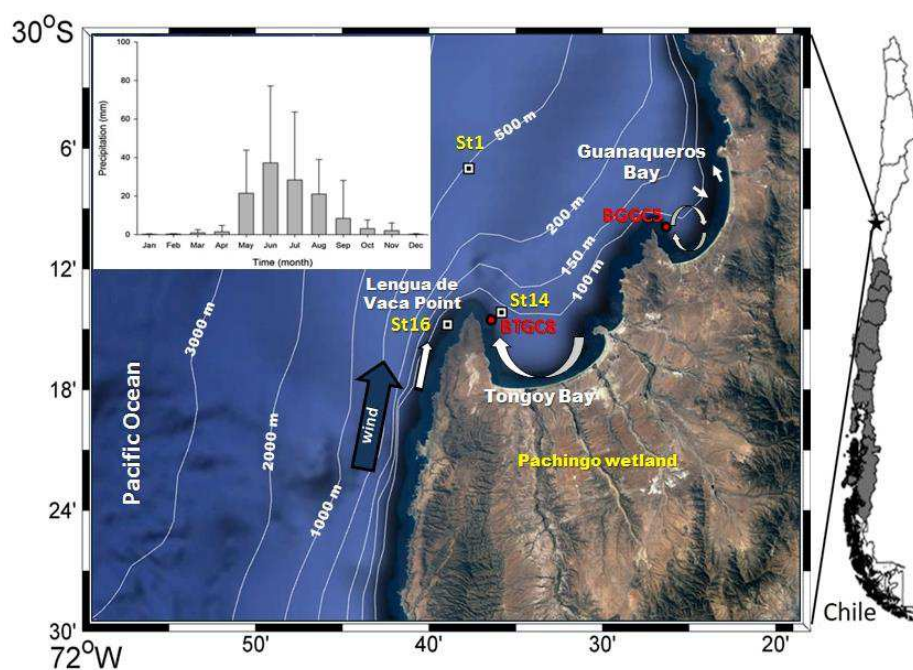 30°S
6'
12'
18'
24'
30'
72°W
50'
40'
30'
20'
100
80
60
40
20
0
Precipitation (mm)
Jan Feb Mar Apr May Jun Jul Aug Sep Oct Nov Dec
Time (month)
St1
500 m
Guanaqueros
Bay
BGGC5
200 m
150 m
100 m
Lengua de
Vaca Point
St14
St16
BTGC8
3000 m
2000 m
1000 m
wind
Tongoy Bay
Pacific Ocean
Pachingo wetland
Chile